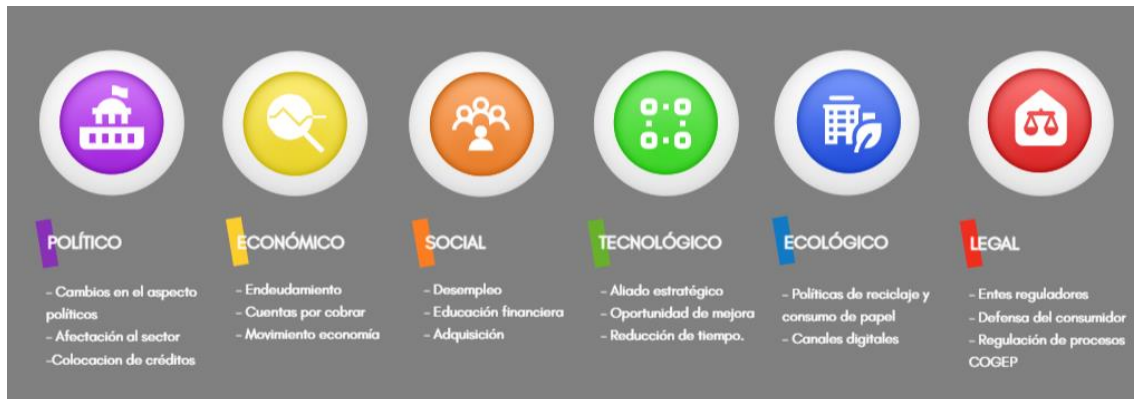 POLÍTICO
- Cambios en el aspecto
políticos
- Afectación al sector
-Colocacion de créditos
ECONÓMICO
- Endeudamiento
- Cuentas por cobrar
- Movimiento economía
SOCIAL
- Desempleo
- Educación financiera
- Adquisición
TECNOLÓGICO
- Aliado estratégico
- Oportunidad de mejora
- Reducción de tiempo.
ECOLÓGICO
- Políticas de reciclaje y
consumo de papel
- Canales digitales
LEGAL
- Entes reguladores
- Defensa del consumidor
- Regulación de procesos
COGEP